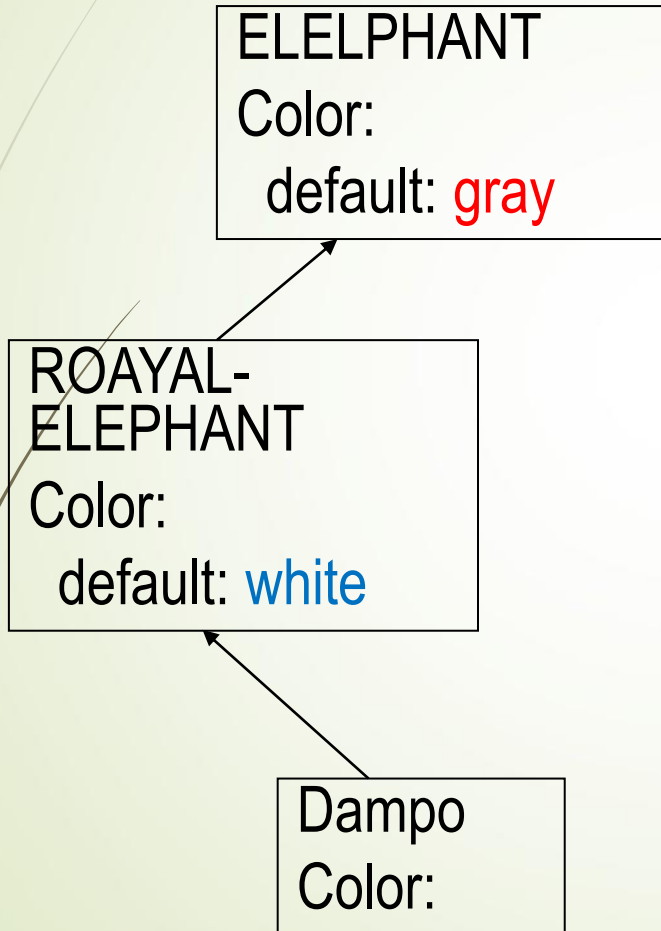 ELELPHANT
Color:
default: gray
ROAYAL-
ELEPHANT
Color:
default: white
Dampo
Color: